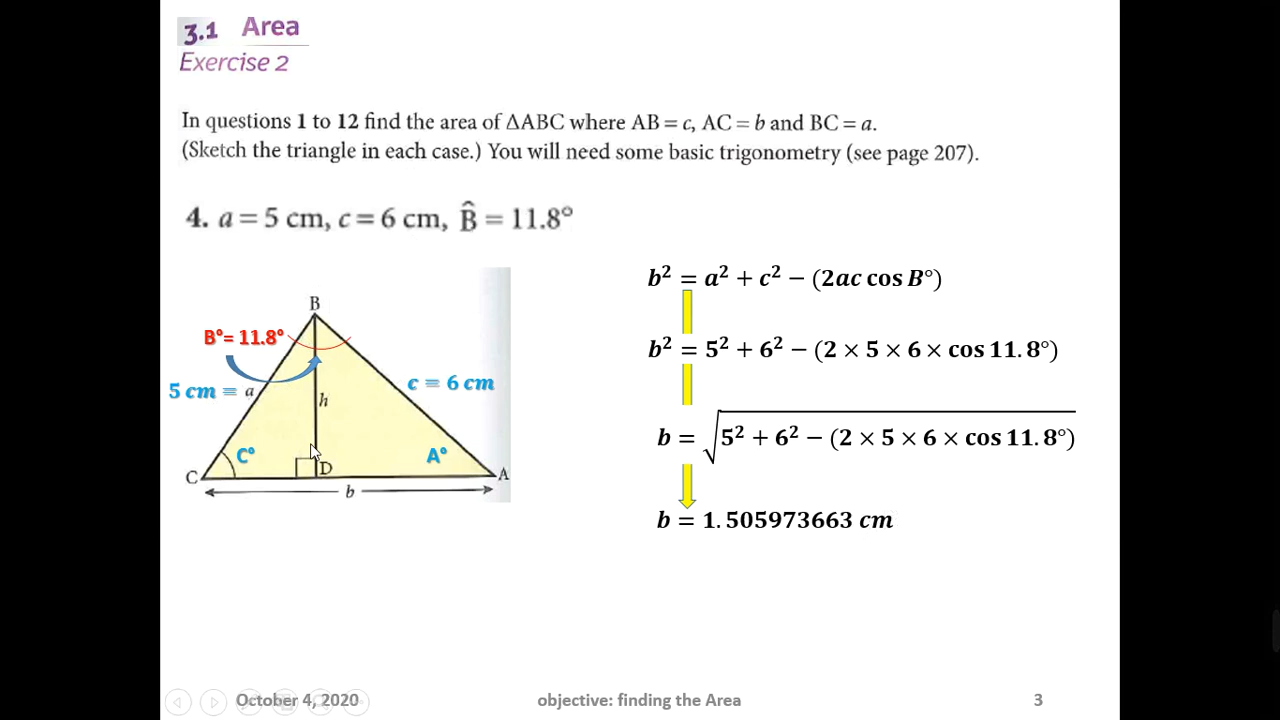 3.1 Area
Exercise 2
In questions 1 to 12 find the area of ΔABC where AB = c, AC = b and BC = a.
(Sketch the triangle in each case.) You will need some basic trigonometry (see page 207).
4. a = 5 cm, c = 6 cm, B̂ = 11.8°
B
B°= 11.8°
5 cm = a
c = 6 cm
h
C°
A°
C
D
A
b
b² = a² + c² − (2ac cos B°)
b² = 5² + 6² − (2 × 5 × 6 × cos 11.8°)
b = √5² + 6² − (2 × 5 × 6 × cos 11.8°)
b = 1.505973663 cm
October 4, 2020
objective: finding the Area
3